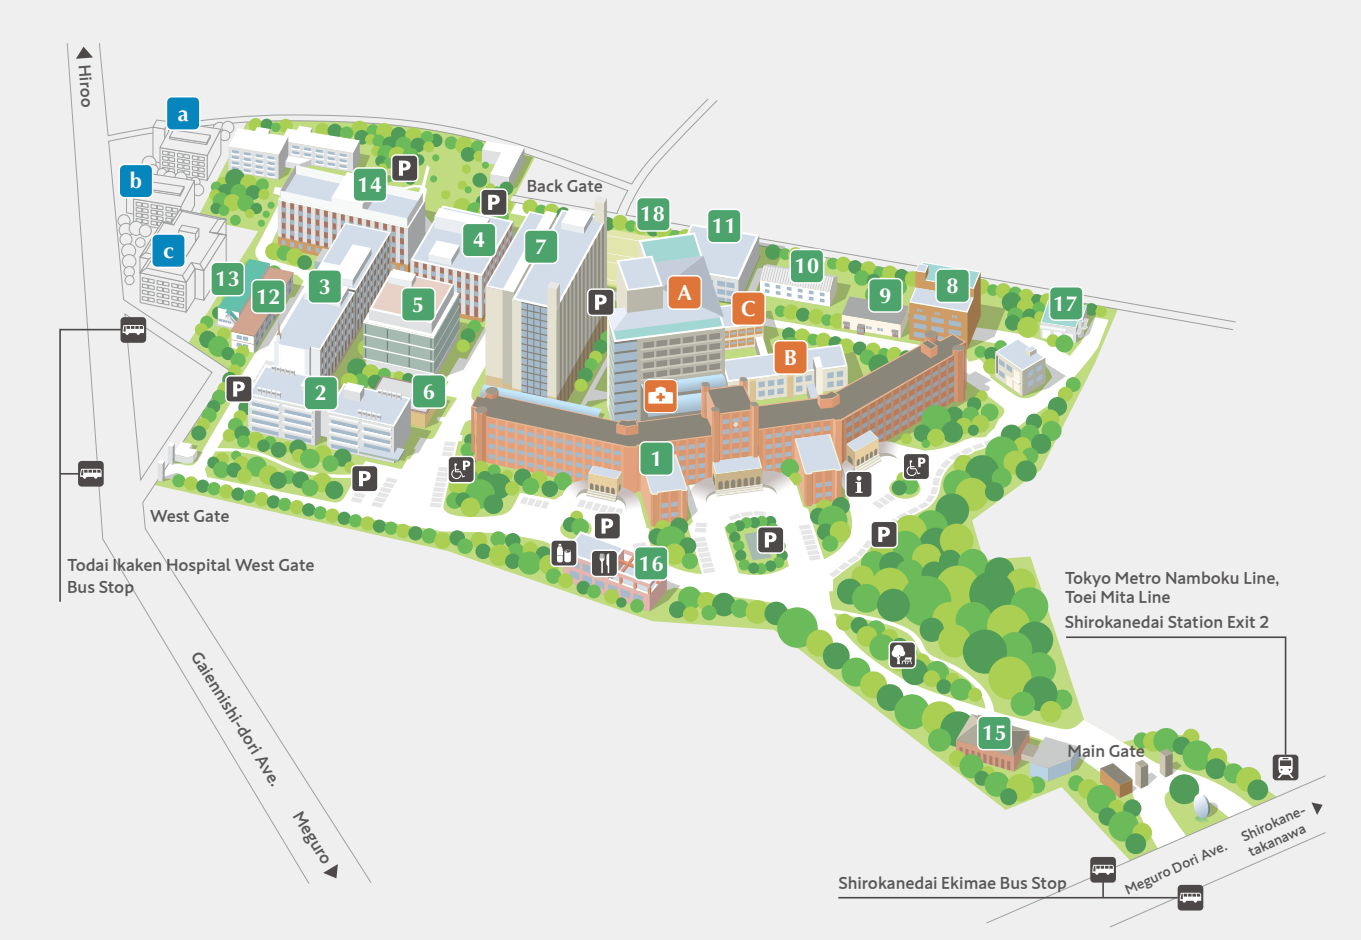 Hiroo
a
b
c
14
P
P
Back Gate
18
11
4
7
10
13
12
3
5
A
C
9
8
17
P
B
P
2
6
1
P
P
P
i
West Gate
P
P
P
16
Todai Ikaken Hospital West Gate
Bus Stop
Tokyo Metro Namboku Line,
Toei Mita Line
Shirokanedai Station Exit 2
Gaiennishi-dori Ave.
15
Main Gate
Meguro
Shirokane-
takanawa
Meguro Dori Ave.
Shirokanedai Ekimae Bus Stop